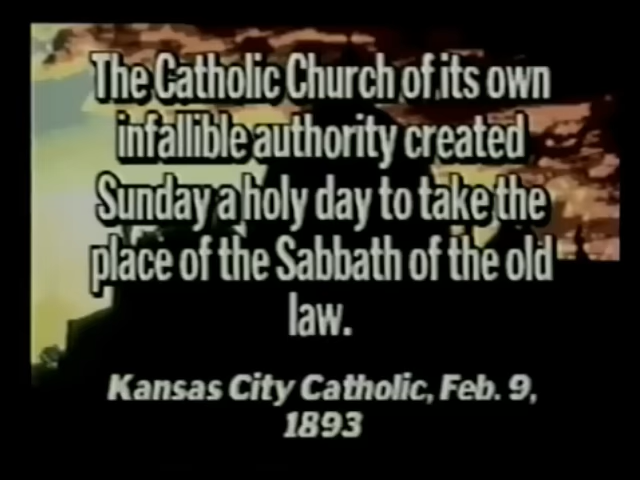 The Catholic Church of its own
infallible authority created
Sunday a holy day to take the
place of the Sabbath of the old
law.
Kansas City Catholic, Feb. 9,
1893